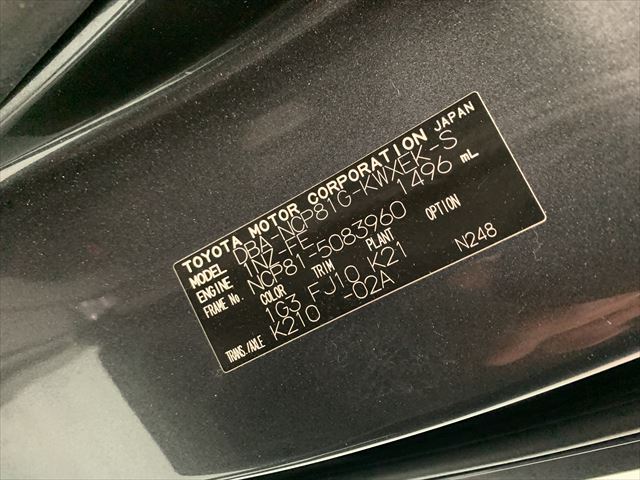 TOYOTA MOTOR CORPORATION JAPAN
MODEL DBA-NCP81G-KWXEK-S
ENGINE 1NZ-FE 1496 mL
FRAME No. NCP81-5083960
COLOR TRIM PLANT OPTION
1G3 FJ10 K21 N248
TRANS./AXLE K210 -02A